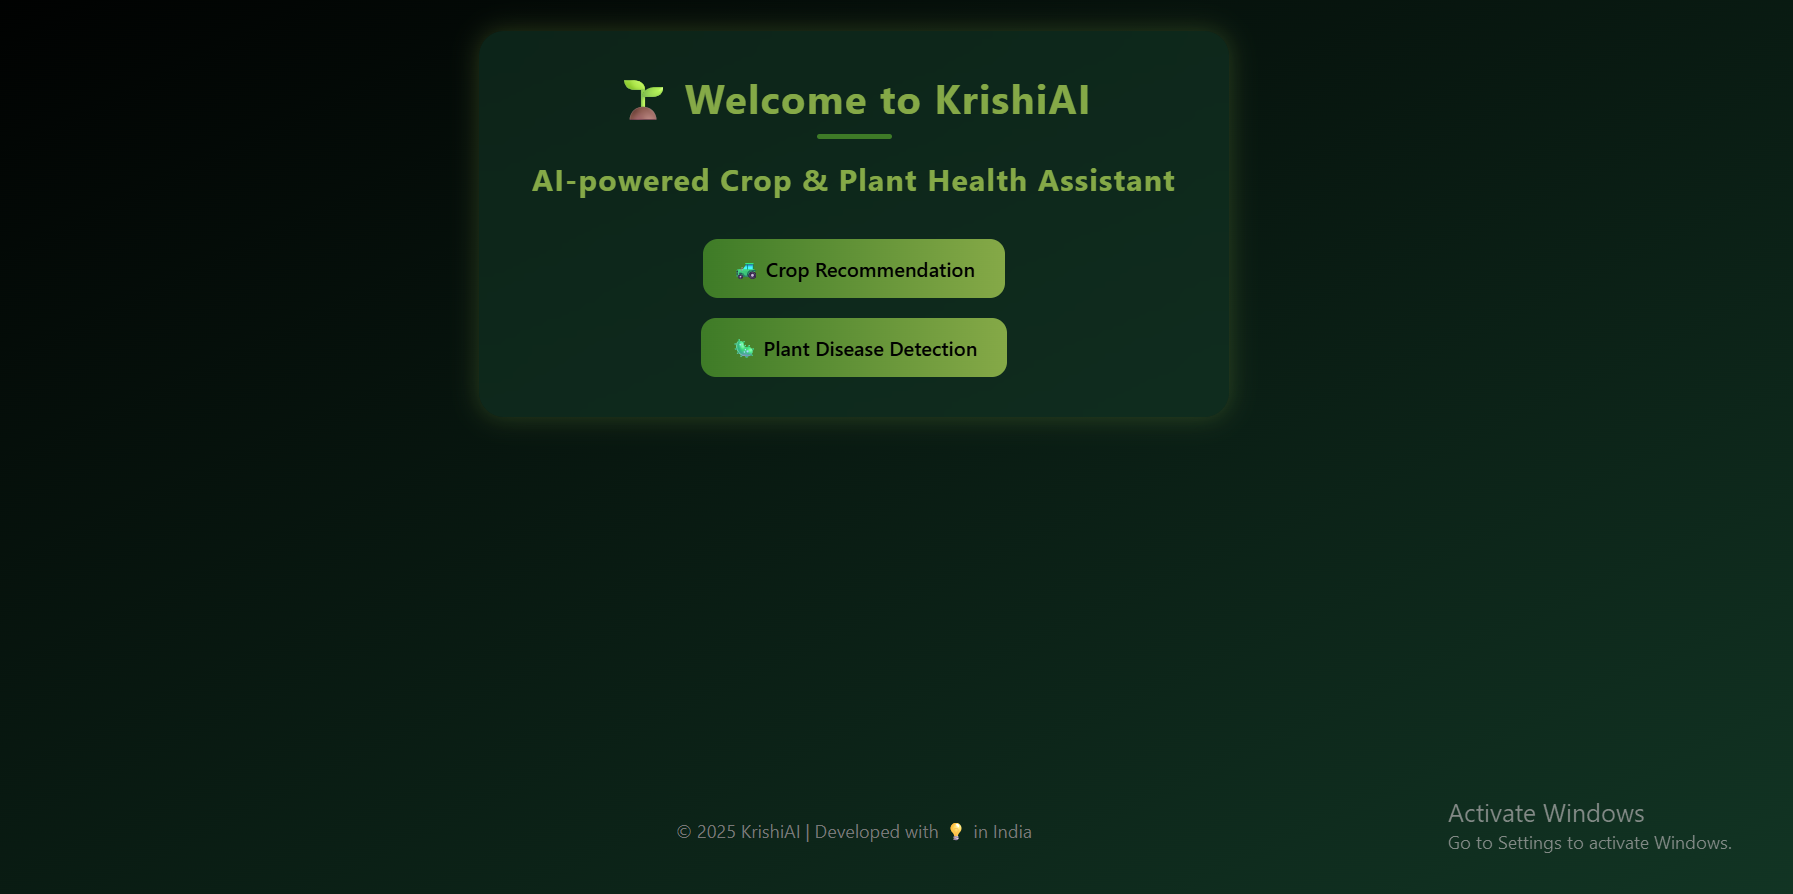 🌱 Welcome to KrishiAI
AI-powered Crop & Plant Health Assistant
🚜 Crop Recommendation
🐛 Plant Disease Detection
© 2025 KrishiAI | Developed with 💡 in India
Activate Windows
Go to Settings to activate Windows.